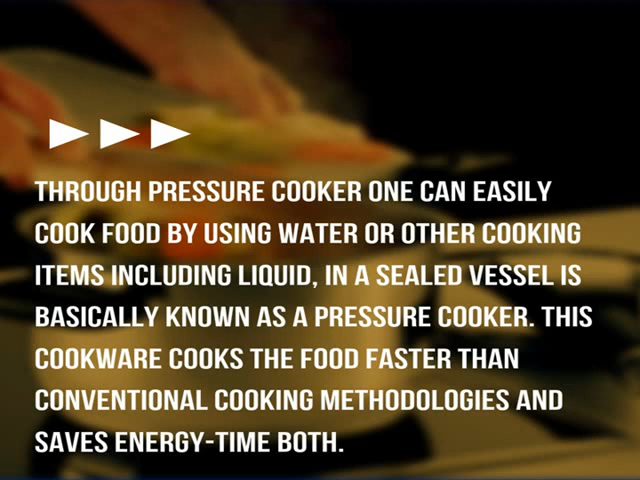 THROUGH PRESSURE COOKER ONE CAN EASILY
COOK FOOD BY USING WATER OR OTHER COOKING
ITEMS INCLUDING LIQUID, IN A SEALED VESSEL IS
BASICALLY KNOWN AS A PRESSURE COOKER. THIS
COOKWARE COOKS THE FOOD FASTER THAN
CONVENTIONAL COOKING METHODOLOGIES AND
SAVES ENERGY-TIME BOTH.